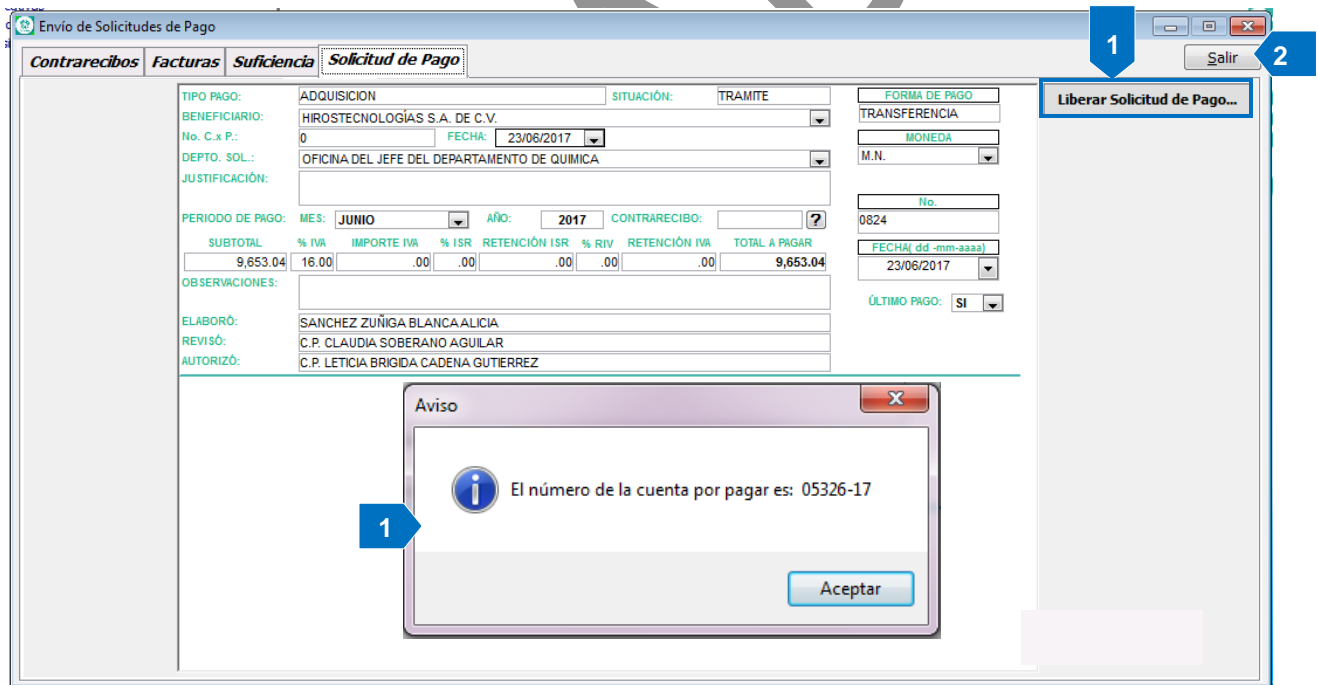 Envío de Solicitudes de Pago
1
Contrarecibos Facturas Suficiencia Solicitud de Pago
Salir 2
TIPO PAGO: ADQUISICION SITUACIÓN: TRAMITE FORMA DE PAGO
Liberar Solicitud de Pago...
BENEFICIARIO: HIROSTECNOLOGÍAS S.A. DE C.V. TRANSFERENCIA
No. C.x P.: 0 FECHA: 23/06/2017 MONEDA
DEPTO. SOL.: OFICINA DEL JEFE DEL DEPARTAMENTO DE QUIMICA M.N.
JUSTIFICACIÓN:
No.
PERIODO DE PAGO: MES: JUNIO AÑO: 2017 CONTRARECIBO: ? 0824
SUBTOTAL % IVA IMPORTE IVA % ISR RETENCIÓN ISR % RIV RETENCIÓN IVA TOTAL A PAGAR FECHA( dd -mm-aaaa)
9,653.04 16.00 .00 .00 .00 .00 .00 9,653.04 23/06/2017
OBSERVACIONES:
ÚLTIMO PAGO: SI
ELABORÓ: SANCHEZ ZUÑIGA BLANCA ALICIA
REVISÓ: C.P. CLAUDIA SOBERANO AGUILAR
AUTORIZÓ: C.P. LETICIA BRIGIDA CADENA GUTIERREZ
Aviso
El número de la cuenta por pagar es: 05326-17
1
Aceptar